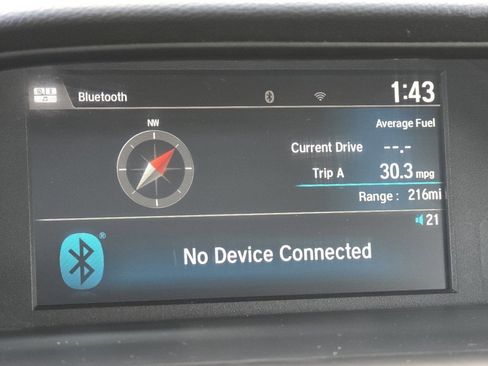 Bluetooth
1:43
NW
Average Fuel
Current Drive --.-
Trip A 30.3 mpg
Range : 216mi
21
®
No Device Connected